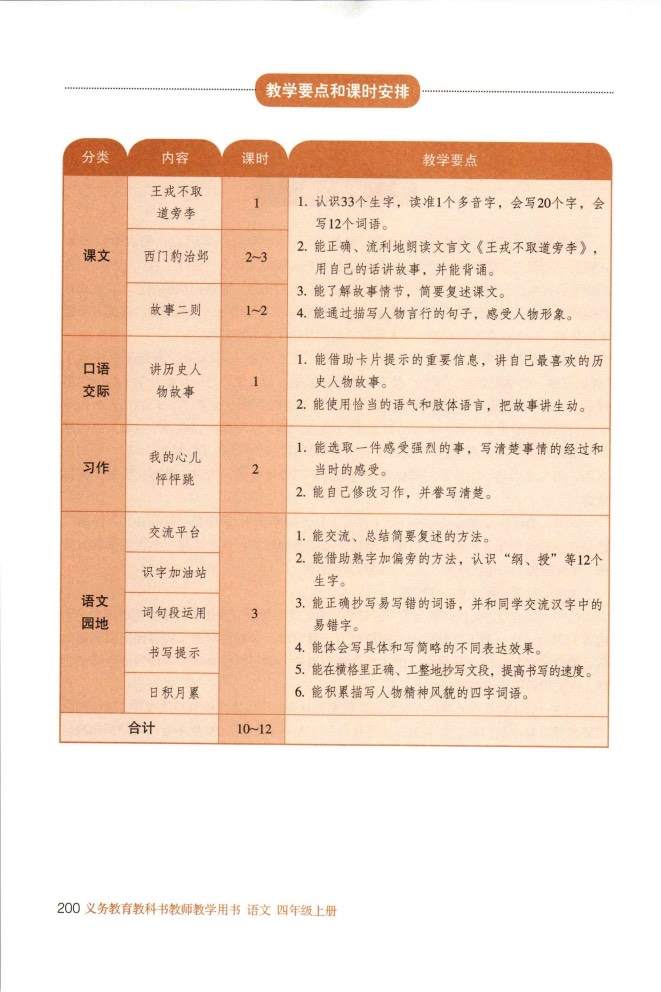 教学要点和课时安排
分类 内容 课时 教学要点
课文
王戎不取
道旁李
1
西门豹治邺
2~3
故事二则
1~2
1. 认识33个生字，读准1个多音字，会写20个字，会
写12个词语。
2. 能正确、流利地朗读文言文《王戎不取道旁李》，
用自己的话讲故事，并能背诵。
3. 能了解故事情节，简要复述课文。
4. 能通过描写人物言行的句子，感受人物形象。
口语
交际
讲历史人
物故事
1
1. 能借助卡片提示的重要信息，讲自己最喜欢的历
史人物故事。
2. 能使用恰当的语气和肢体语言，把故事讲生动。
习作
我的心儿
怦怦跳
2
1. 能选取一件感受强烈的事，写清楚事情的经过和
当时的感受。
2. 能自己修改习作，并誊写清楚。
语文
园地
交流平台
识字加油站
词句段运用
书写提示
日积月累
3
1. 能交流、总结简要复述的方法。
2. 能借助熟字加偏旁的方法，认识“纲、授”等12个
生字。
3. 能正确抄写易写错的词语，并和同学交流汉字中的
易错字。
4. 能体会写具体和写简略的不同表达效果。
5. 能在横格里正确、工整地抄写文段，提高书写的速度。
6. 能积累描写人物精神风貌的四字词语。
合计 10~12
200 义务教育教科书教师教学用书 语文 四年级上册